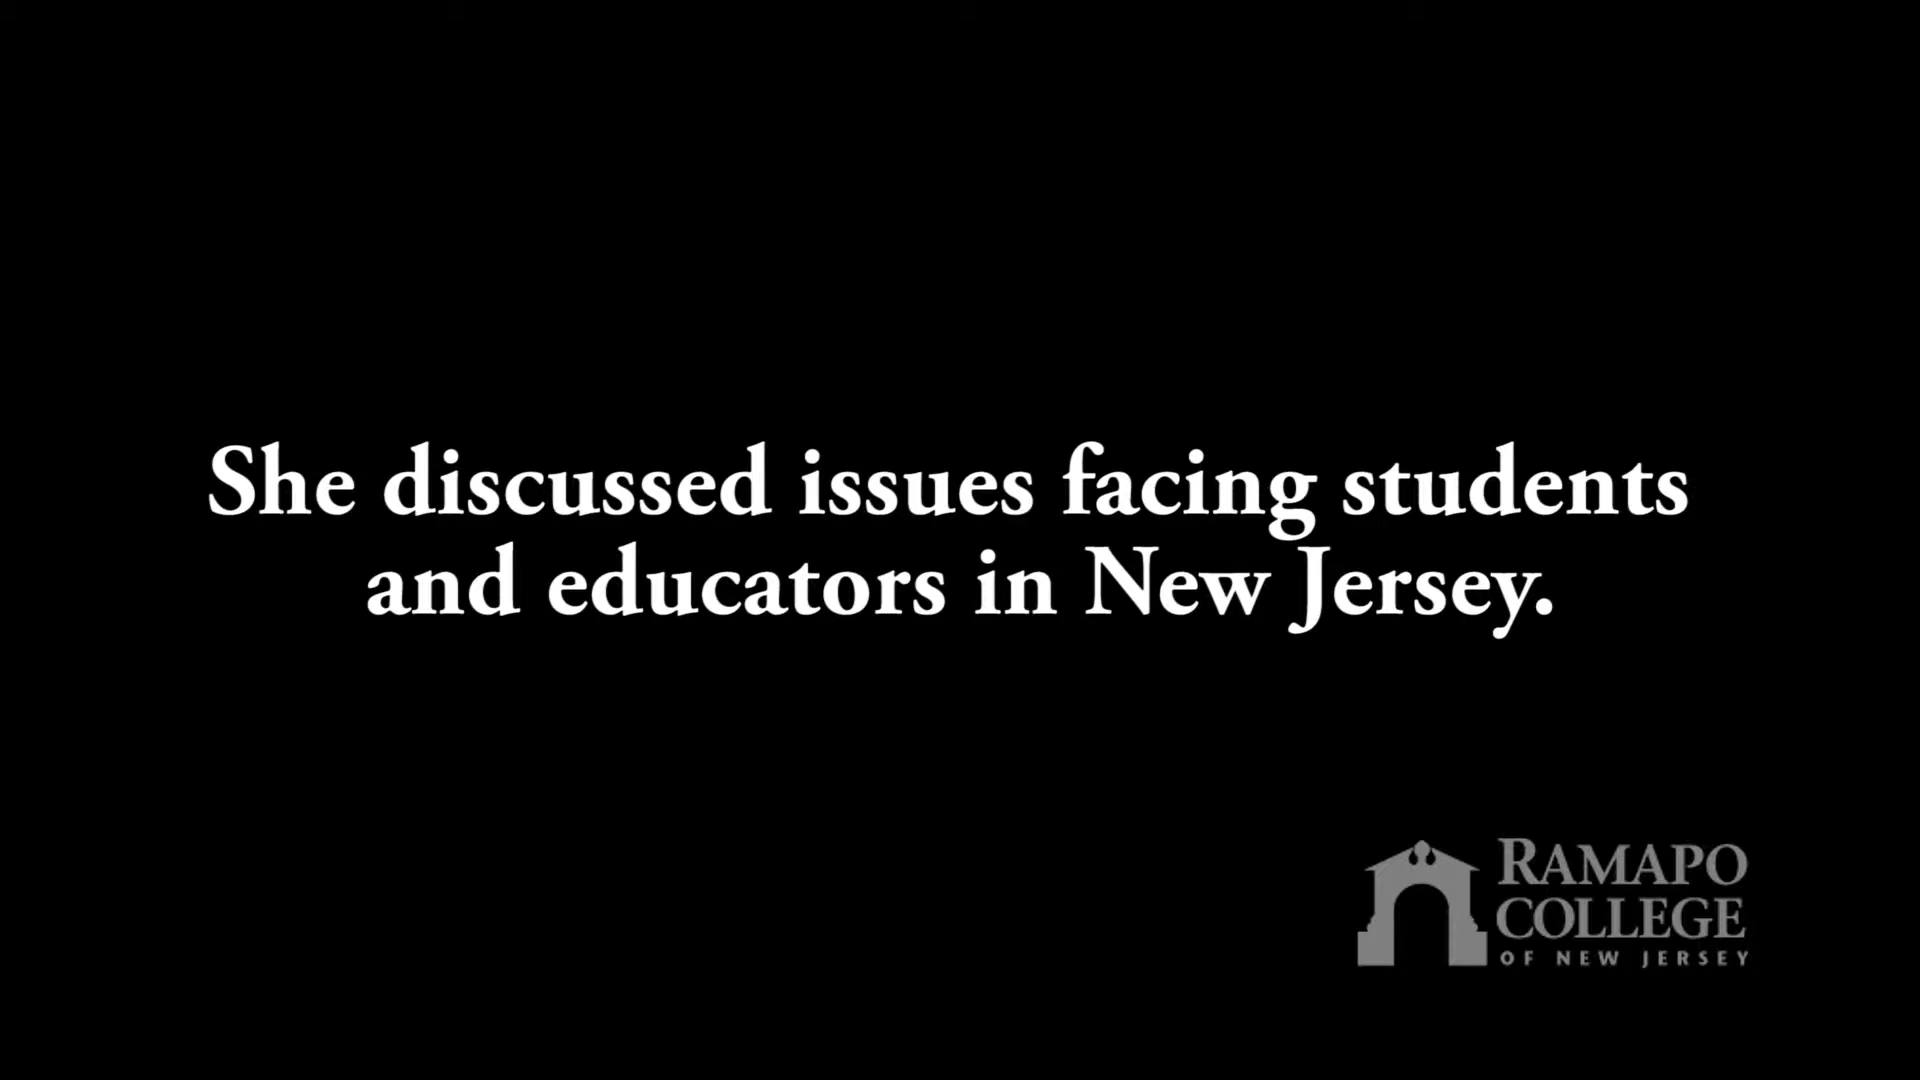 She discussed issues facing students
and educators in New Jersey.
RAMAPO
COLLEGE
OF NEW JERSEY